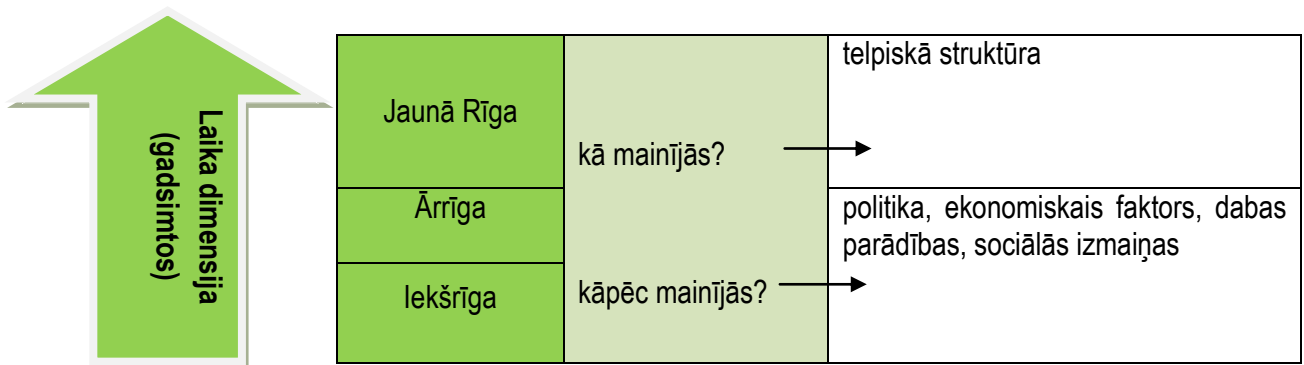 Laika dimensija
(gadsimtos)
Jaunā Rīga
Ārrīga
Iekšrīga
kā mainījās?
kāpēc mainījās?
telpiskā struktūra
politika, ekonomiskais faktors, dabas
parādības, sociālās izmaiņas